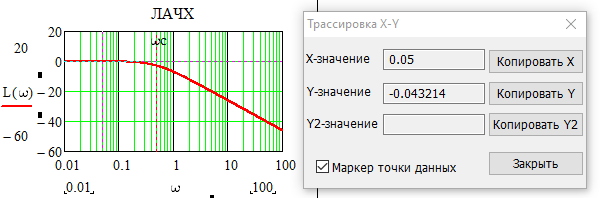 ЛАЧХ
20
ωc
20
0
L(ω)
−20
−40
−60
−60
0.01 0.1 1 10 100
0.01 ω 100
Трассировка X-Y
X-значение 0.05 Копировать X
Y-значение -0.043214 Копировать Y
Y2-значение Копировать Y2
Маркер точки данных Закрыть